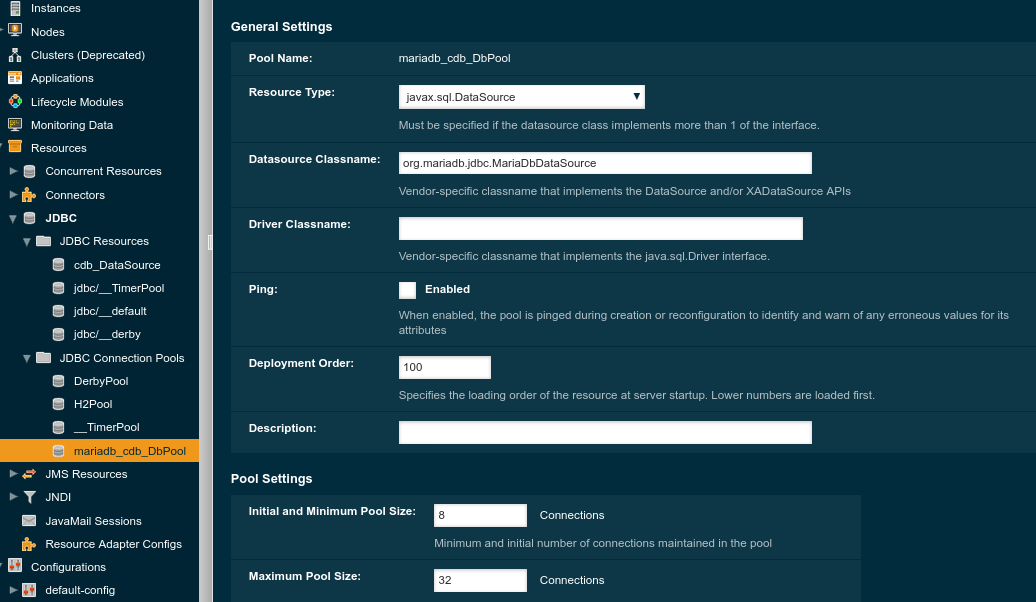 Instances
Nodes
Clusters (Deprecated)
Applications
Lifecycle Modules
Monitoring Data
Resources
Concurrent Resources
Connectors
JDBC
JDBC Resources
cdb_DataSource
jdbc/__TimerPool
jdbc/__default
jdbc/__derby
JDBC Connection Pools
DerbyPool
H2Pool
__TimerPool
mariadb_cdb_DbPool
JMS Resources
JNDI
JavaMail Sessions
Resource Adapter Configs
Configurations
default-config
General Settings
Pool Name: mariadb_cdb_DbPool
Resource Type: javax.sql.DataSource
Must be specified if the datasource class implements more than 1 of the interface.
Datasource Classname: org.mariadb.jdbc.MariaDbDataSource
Vendor-specific classname that implements the DataSource and/or XADataSource APIs
Driver Classname:
Vendor-specific classname that implements the java.sql.Driver interface.
Ping: Enabled
When enabled, the pool is pinged during creation or reconfiguration to identify and warn of any erroneous values for its
attributes
Deployment Order: 100
Specifies the loading order of the resource at server startup. Lower numbers are loaded first.
Description:
Pool Settings
Initial and Minimum Pool Size: 8 Connections
Minimum and initial number of connections maintained in the pool
Maximum Pool Size: 32 Connections